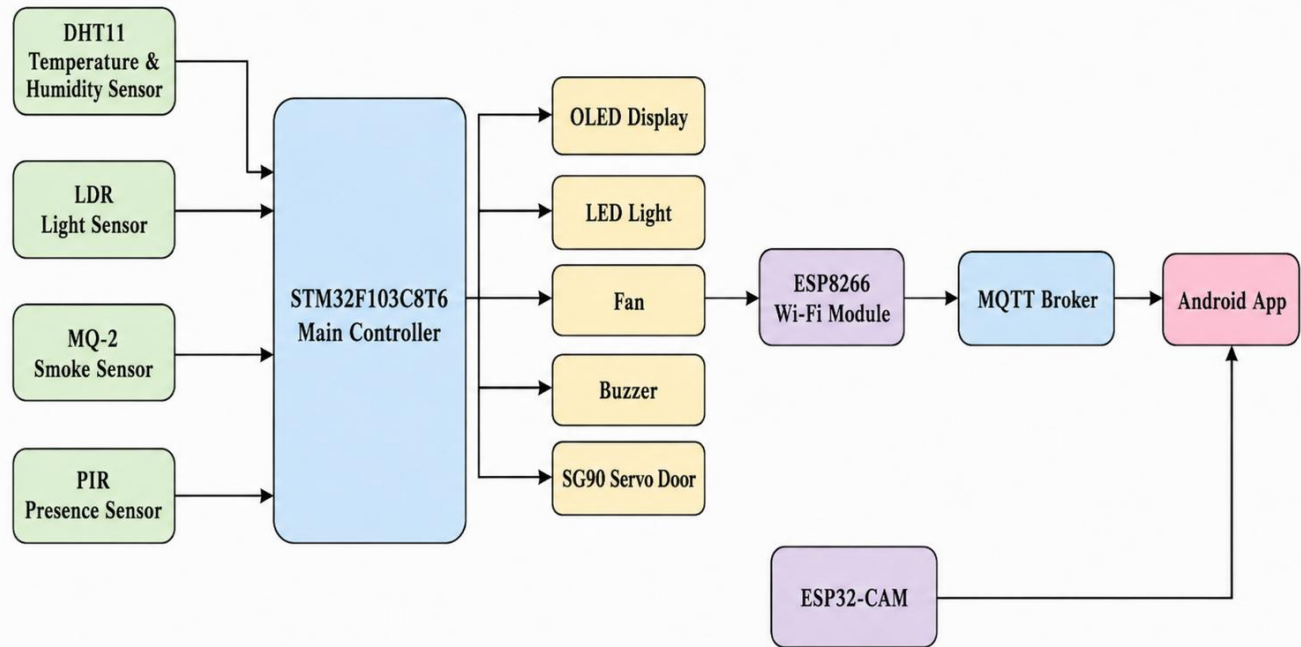 DHT11
Temperature &
Humidity Sensor
LDR
Light Sensor
MQ-2
Smoke Sensor
PIR
Presence Sensor
STM32F103C8T6
Main Controller
OLED Display
LED Light
Fan
Buzzer
SG90 Servo Door
ESP8266
Wi-Fi Module
MQTT Broker
Android App
ESP32-CAM